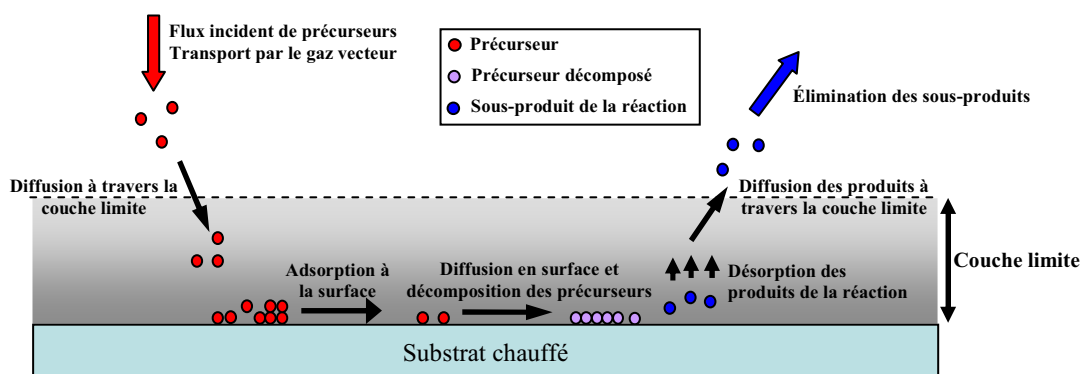 Flux incident de précurseurs
Transport par le gaz vecteur
Précurseur
Précurseur décomposé
Sous-produit de la réaction
Élimination des sous-produits
Diffusion à travers la
couche limite
Diffusion des produits à
travers la couche limite
Couche limite
Adsorption à
la surface
Diffusion en surface et
décomposition des précurseurs
Désorption des
produits de la réaction
Substrat chauffé